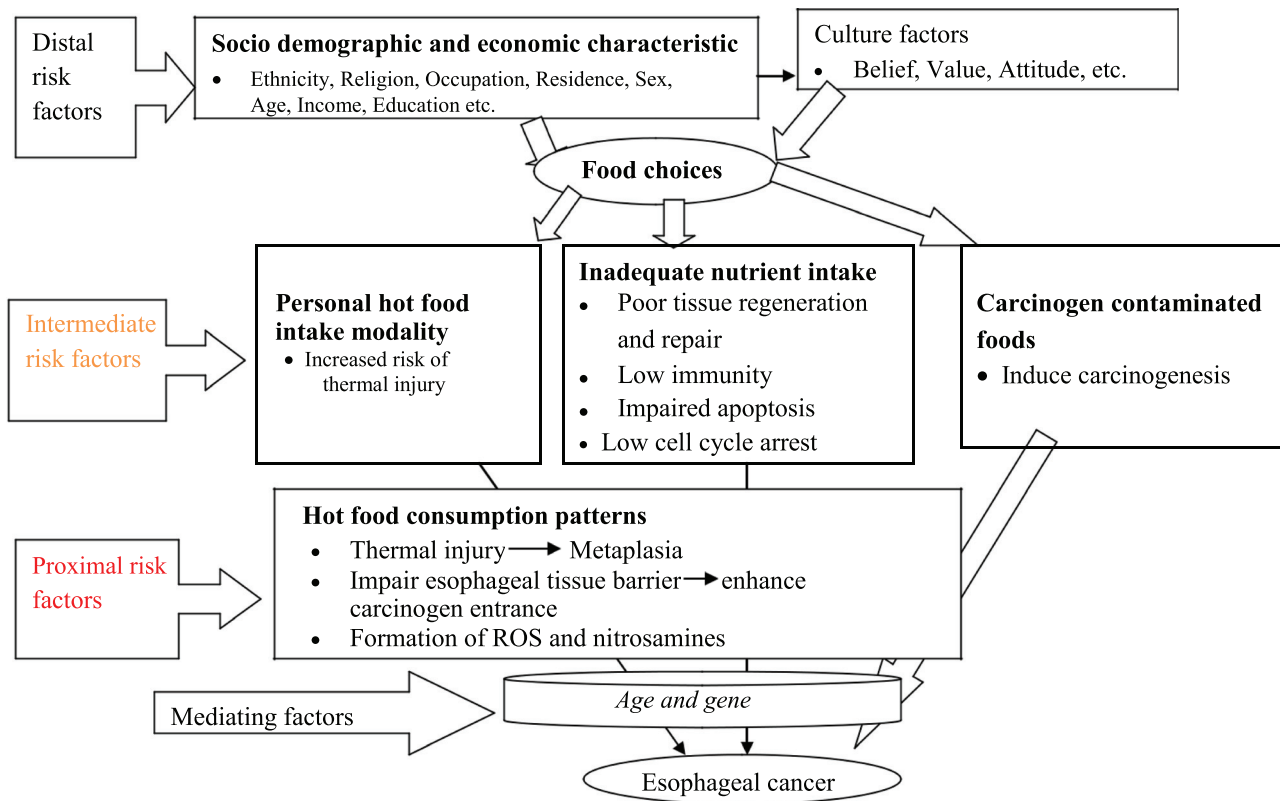 Distal
risk
factors
Socio demographic and economic characteristic
• Ethnicity, Religion, Occupation, Residence, Sex,
Age, Income, Education etc.
Culture factors
• Belief, Value, Attitude, etc.
Food choices
Intermediate
risk factors
Personal hot food
intake modality
• Increased risk of
thermal injury
Inadequate nutrient intake
• Poor tissue regeneration
and repair
• Low immunity
• Impaired apoptosis
• Low cell cycle arrest
Carcinogen contaminated
foods
• Induce carcinogenesis
Proximal risk
factors
Hot food consumption patterns
• Thermal injury → Metaplasia
• Impair esophageal tissue barrier → enhance
carcinogen entrance
• Formation of ROS and nitrosamines
Mediating factors
Age and gene
Esophageal cancer